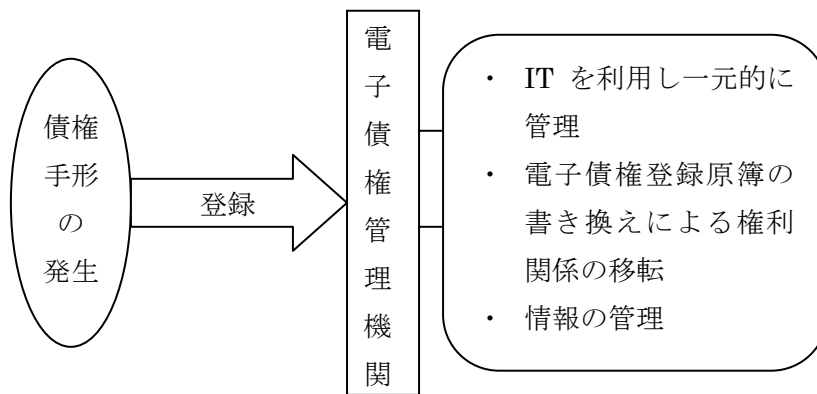 債権
手形
の
発生
登録
電子債権管理機関
・ IT を利用し一元的に
管理
・ 電子債権登録原簿の
書き換えによる権利
関係の移転
・ 情報の管理